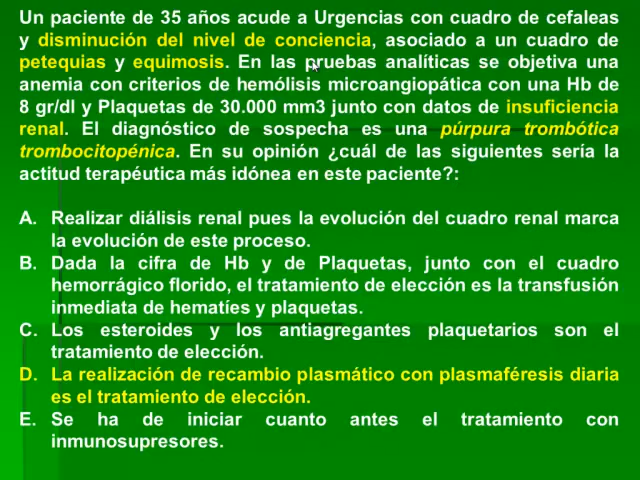 Un paciente de 35 años acude a Urgencias con cuadro de cefaleas
y disminución del nivel de conciencia, asociado a un cuadro de
petequias y equimosis. En las pruebas analíticas se objetiva una
anemia con criterios de hemólisis microangiopática con una Hb de
8 gr/dl y Plaquetas de 30.000 mm3 junto con datos de insuficiencia
renal. El diagnóstico de sospecha es una púrpura trombótica
trombocitopénica. En su opinión ¿cuál de las siguientes sería la
actitud terapéutica más idónea en este paciente?:
A. Realizar diálisis renal pues la evolución del cuadro renal marca
la evolución de este proceso.
B. Dada la cifra de Hb y de Plaquetas, junto con el cuadro
hemorrágico florido, el tratamiento de elección es la transfusión
inmediata de hematíes y plaquetas.
C. Los esteroides y los antiagregantes plaquetarios son el
tratamiento de elección.
D. La realización de recambio plasmático con plasmaféresis diaria
es el tratamiento de elección.
E. Se ha de iniciar cuanto antes el tratamiento con
inmunosupresores.